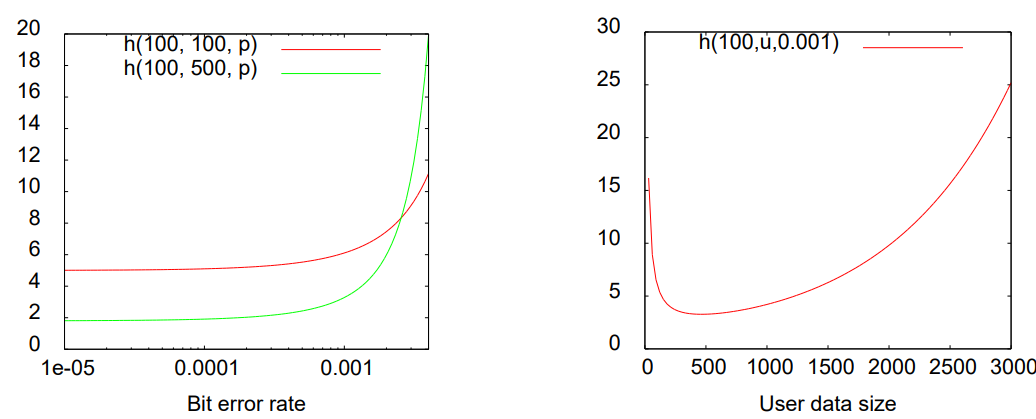 20
18
16
14
12
10
8
6
4
2
0
h(100, 100, p)
h(100, 500, p)
1e-05 0.0001 0.001
Bit error rate
30
25
20
15
10
5
0
h(100,u,0.001)
0 500 1000 1500 2000 2500 3000
User data size